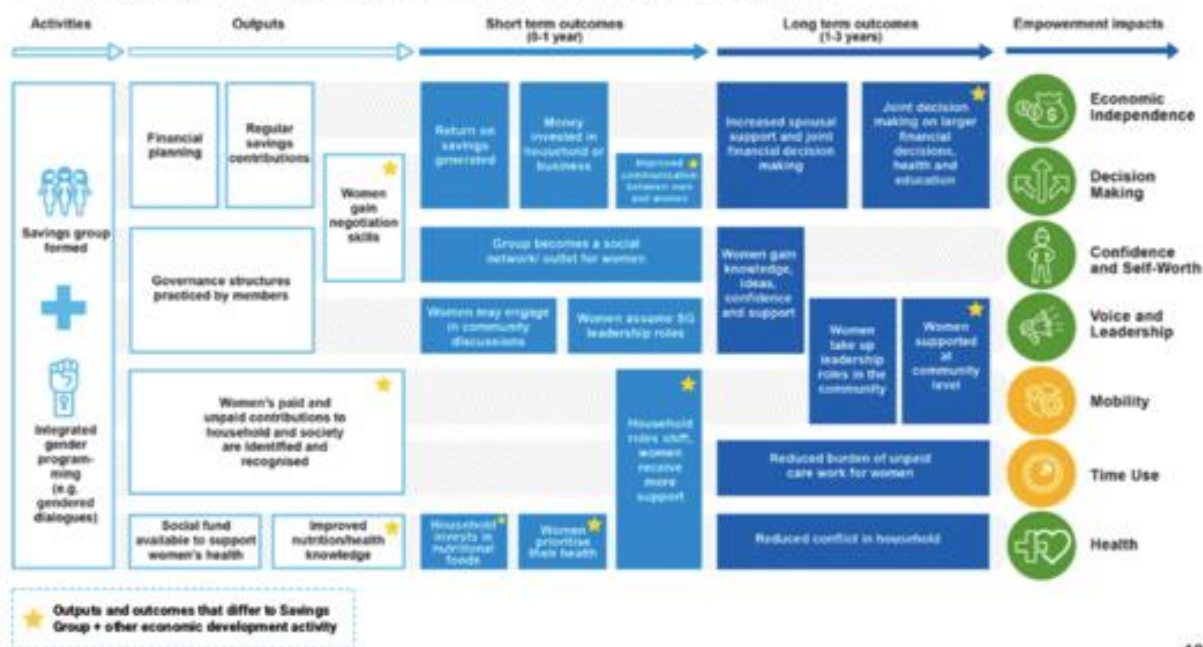 Activities
Outputs
Short term outcomes
(0-1 year)
Long term outcomes
(1-3 years)
Empowerment impacts
Savings group
formed
Integrated
gender
program-
ming
(e.g.
gendered
dialogues)
Financial
planning
Regular
savings
contributions
Women
gain
negotiation
skills
Governance structures
practiced by members
Women's paid and
unpaid contributions to
household and society
are identified and
recognised
Social fund
available to support
women's health
Improved
nutrition/health
knowledge
Return on
savings
generated
Money
invested in
household or
business
Improved
communication
between men
and women
Group becomes a social
network/ outlet for women
Women may engage
in community
discussions
Women assume SG
leadership roles
Household
roles shift,
women
receive
more
support
Household
invests in
nutritional
foods
Women
prioritise
their health
Increased spousal
support and joint
financial decision
making
Joint decision
making on larger
financial
decisions,
health and
education
Women gain
knowledge,
ideas,
confidence
and support
Women
take up
leadership
roles in the
community
Women
supported
at
community
level
Reduced burden of unpaid
care work for women
Reduced conflict in household
Economic
Independence
Decision
Making
Confidence
and Self-Worth
Voice and
Leadership
Mobility
Time Use
Health
Outputs and outcomes that differ to Savings
Group + other economic development activity